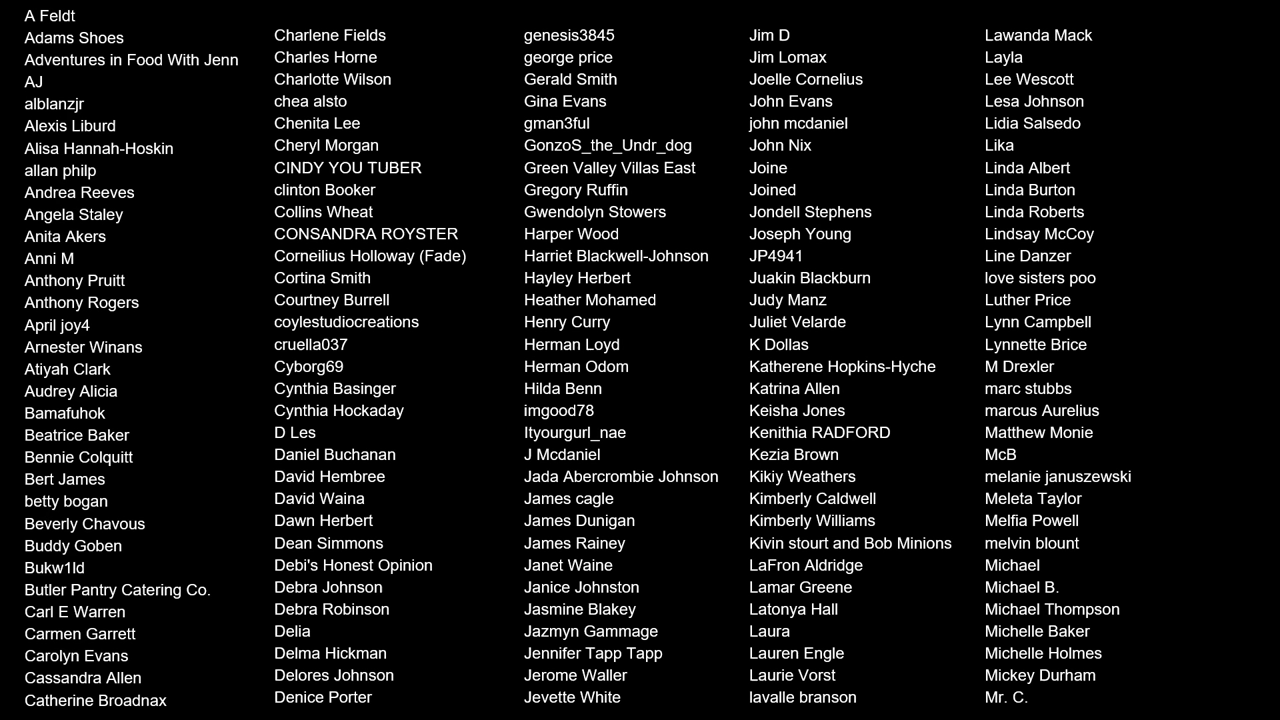 A Feldt
Adams Shoes
Adventures in Food With Jenn
AJ
alblanzjr
Alexis Liburd
Alisa Hannah-Hoskin
allan philp
Andrea Reeves
Angela Staley
Anita Akers
Anni M
Anthony Pruitt
Anthony Rogers
April joy4
Arnester Winans
Atiyah Clark
Audrey Alicia
Bamafuhok
Beatrice Baker
Bennie Colquitt
Bert James
betty bogan
Beverly Chavous
Buddy Goben
Bukw1ld
Butler Pantry Catering Co.
Carl E Warren
Carmen Garrett
Carolyn Evans
Cassandra Allen
Catherine Broadnax
Charlene Fields
Charles Horne
Charlotte Wilson
chea alsto
Chenita Lee
Cheryl Morgan
CINDY YOU TUBER
clinton Booker
Collins Wheat
CONSANDRA ROYSTER
Corneilius Holloway (Fade)
Cortina Smith
Courtney Burrell
coylestudiocreations
cruella037
Cyborg69
Cynthia Basinger
Cynthia Hockaday
D Les
Daniel Buchanan
David Hembree
David Waina
Dawn Herbert
Dean Simmons
Debi's Honest Opinion
Debra Johnson
Debra Robinson
Delia
Delma Hickman
Delores Johnson
Denice Porter
genesis3845
george price
Gerald Smith
Gina Evans
gman3ful
GonzoS_the_Undr_dog
Green Valley Villas East
Gregory Ruffin
Gwendolyn Stowers
Harper Wood
Harriet Blackwell-Johnson
Hayley Herbert
Heather Mohamed
Henry Curry
Herman Loyd
Herman Odom
Hilda Benn
imgood78
Ityourgurl_nae
J Mcdaniel
Jada Abercrombie Johnson
James cagle
James Dunigan
James Rainey
Janet Waine
Janice Johnston
Jasmine Blakey
Jazmyn Gammage
Jennifer Tapp Tapp
Jerome Waller
Jevette White
Jim D
Jim Lomax
Joelle Cornelius
John Evans
john mcdaniel
John Nix
Joine
Joined
Jondell Stephens
Joseph Young
JP4941
Juakin Blackburn
Judy Manz
Juliet Velarde
K Dollas
Katherene Hopkins-Hyche
Katrina Allen
Keisha Jones
Kenithia RADFORD
Kezia Brown
Kikiy Weathers
Kimberly Caldwell
Kimberly Williams
Kivin stourt and Bob Minions
LaFron Aldridge
Lamar Greene
Latonya Hall
Laura
Lauren Engle
Laurie Vorst
lavalle branson
Lawanda Mack
Layla
Lee Wescott
Lesa Johnson
Lidia Salsedo
Lika
Linda Albert
Linda Burton
Linda Roberts
Lindsay McCoy
Line Danzer
love sisters poo
Luther Price
Lynn Campbell
Lynnette Brice
M Drexler
marc stubbs
marcus Aurelius
Matthew Monie
McB
melanie januszewski
Meleta Taylor
Melfia Powell
melvin blount
Michael
Michael B.
Michael Thompson
Michelle Baker
Michelle Holmes
Mickey Durham
Mr. C.